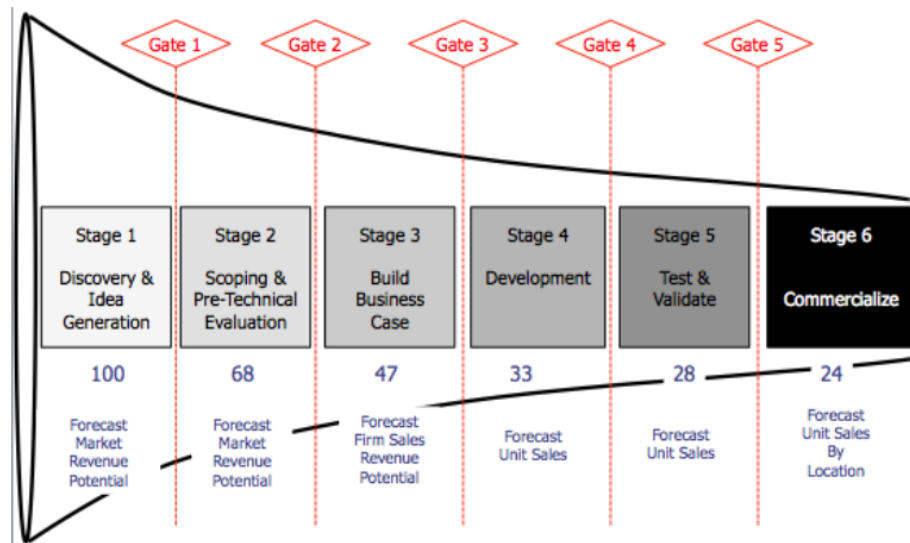 Gate 1
Gate 2
Gate 3
Gate 4
Gate 5
Stage 1
Discovery &
Idea
Generation
Stage 2
Scoping &
Pre-Technical
Evaluation
Stage 3
Build
Business
Case
Stage 4
Development
Stage 5
Test &
Validate
Stage 6
Commercialize
100
68
47
33
28
24
Forecast
Market
Revenue
Potential
Forecast
Market
Revenue
Potential
Forecast
Firm Sales
Revenue
Potential
Forecast
Unit Sales
Forecast
Unit Sales
Forecast
Unit Sales
By
Location